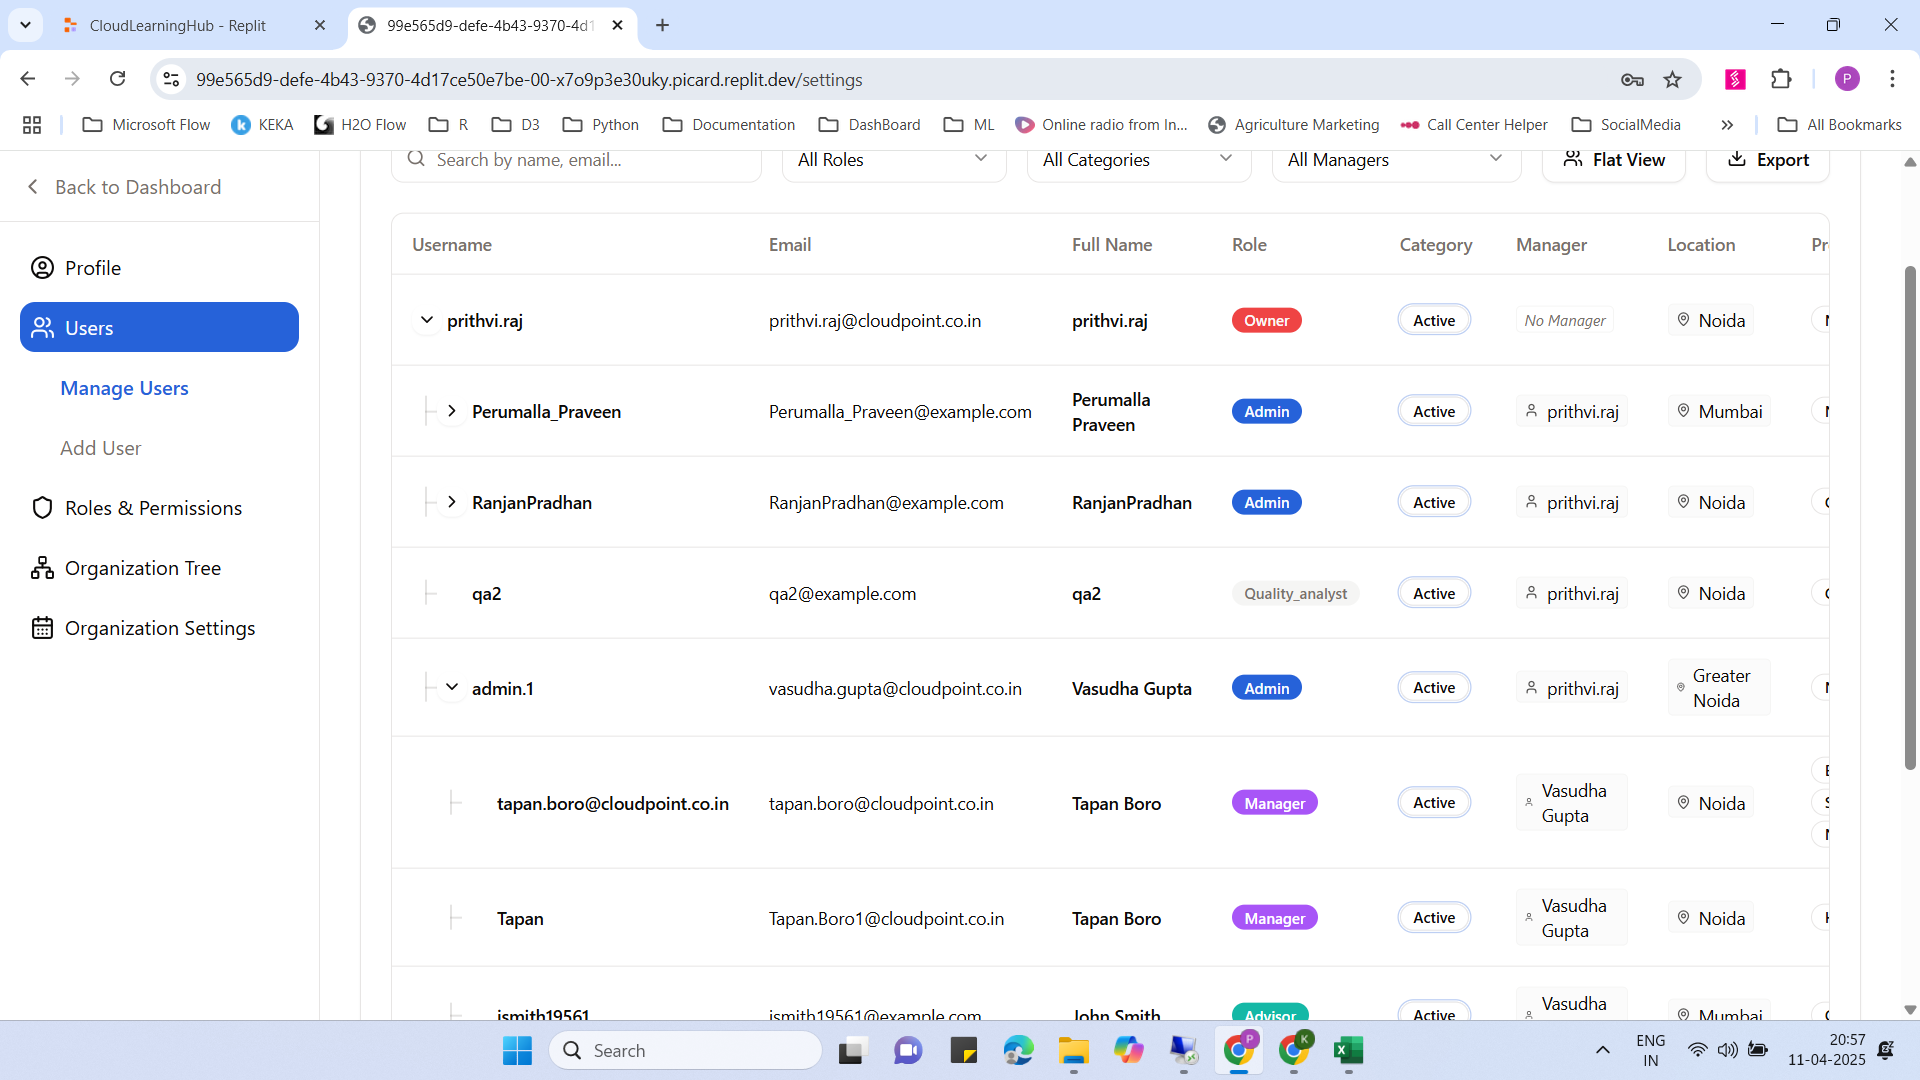 CloudLearningHub - Replit
99e565d9-defe-4b43-9370-4d1
99e565d9-defe-4b43-9370-4d17ce50e7be-00-x7o9p3e30uky.picard.replit.dev/settings
P
Microsoft Flow KEKA H2O Flow R D3 Python Documentation DashBoard ML Online radio from In... Agriculture Marketing Call Center Helper SocialMedia » All Bookmarks
Back to Dashboard
Profile
Users
Manage Users
Add User
Roles & Permissions
Organization Tree
Organization Settings
Search by name, email... All Roles All Categories All Managers Flat View Export
Username Email Full Name Role Category Manager Location
prithvi.raj prithvi.raj@cloudpoint.co.in prithvi.raj Owner Active No Manager Noida
Perumalla_Praveen Perumalla_Praveen@example.com Perumalla Praveen Admin Active prithvi.raj Mumbai
RanjanPradhan RanjanPradhan@example.com RanjanPradhan Admin Active prithvi.raj Noida
qa2 qa2@example.com qa2 Quality_analyst Active prithvi.raj Noida
admin.1 vasudha.gupta@cloudpoint.co.in Vasudha Gupta Admin Active prithvi.raj Greater Noida
tapan.boro@cloudpoint.co.in tapan.boro@cloudpoint.co.in Tapan Boro Manager Active Vasudha Gupta Noida
Tapan Tapan.Boro1@cloudpoint.co.in Tapan Boro Manager Active Vasudha Gupta Noida
jsmith19561 jsmith19561@example.com John Smith Advisor Active Vasudha Mumbai
Search
P
K
ENG
IN
20:57
11-04-2025